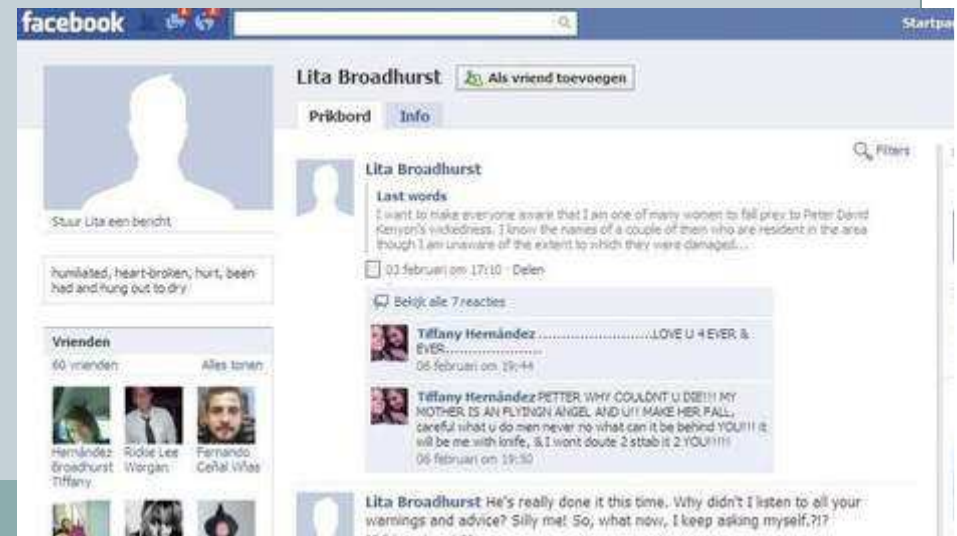 facebook
Startpa
Lita Broadhurst
Als vriend toevoegen
Prikbord Info
Filters
Stuur Lita een bericht
humiliated, heart-broken, hurt, been
had and hung out to dry
Vrienden
60 vrienden Alles tonen
Hernández
Broadhurst
Tiffany
Ridie Lee
Worgan
Fernando
Ceñal
Lita Broadhurst
Last words
I want to make everyone aware that I am one of many women to fall prey to Peter David
Kenyon's wickedness. I know the names of a couple of them who are resident in the area
though I am unaware of the extent to which they were damaged...
03 februari om 17:10 · Delen
Bekijk alle 7 reacties
Tiffany Hernández ............................LOVE U 4 EVER &
EVER........................
06 februari om 19:44
Tiffany Hernández PETTER WHY COULDNT U DIE!!! MY
MOTHER IS AN FLYINGN ANGEL AND U!! MAKE HER FALL,
careful what u do men never no what can it be behind YOU!!!! it
will be me with knife, & I wont doute 2 sttab it 2 YOU!!!!!!
06 februari om 19:30
Lita Broadhurst He's really done it this time. Why didn't I listen to all your
warnings and advice? Silly me! So, what now, I keep asking myself.?!?